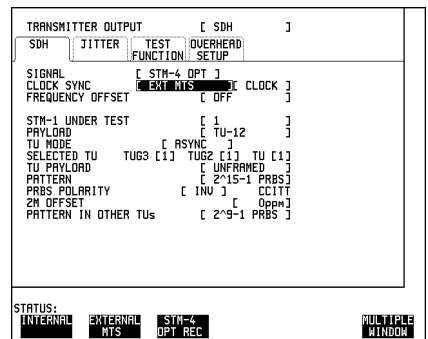 TRANSMITTER OUTPUT [ SDH ]
SDH JITTER TEST FUNCTION OVERHEAD SETUP
SIGNAL [ STM-4 OPT ]
CLOCK SYNC [ EXT MTS ][ CLOCK ]
FREQUENCY OFFSET [ OFF ]
STM-1 UNDER TEST [ 1 ]
PAYLOAD [ TU-12 ]
TU MODE [ ASYNC ]
SELECTED TU TUG3 [1] TUG2 [1] TU [1]
TU PAYLOAD [ UNFRAMED ]
PATTERN [ 2^15-1 PRBS]
PRBS POLARITY [ INV ] CCITT
2M OFFSET [ 0ppm]
PATTERN IN OTHER TUs [ 2^9-1 PRBS ]
STATUS:
INTERNAL EXTERNAL MTS STM-4 OPT REC MULTIPLE WINDOW